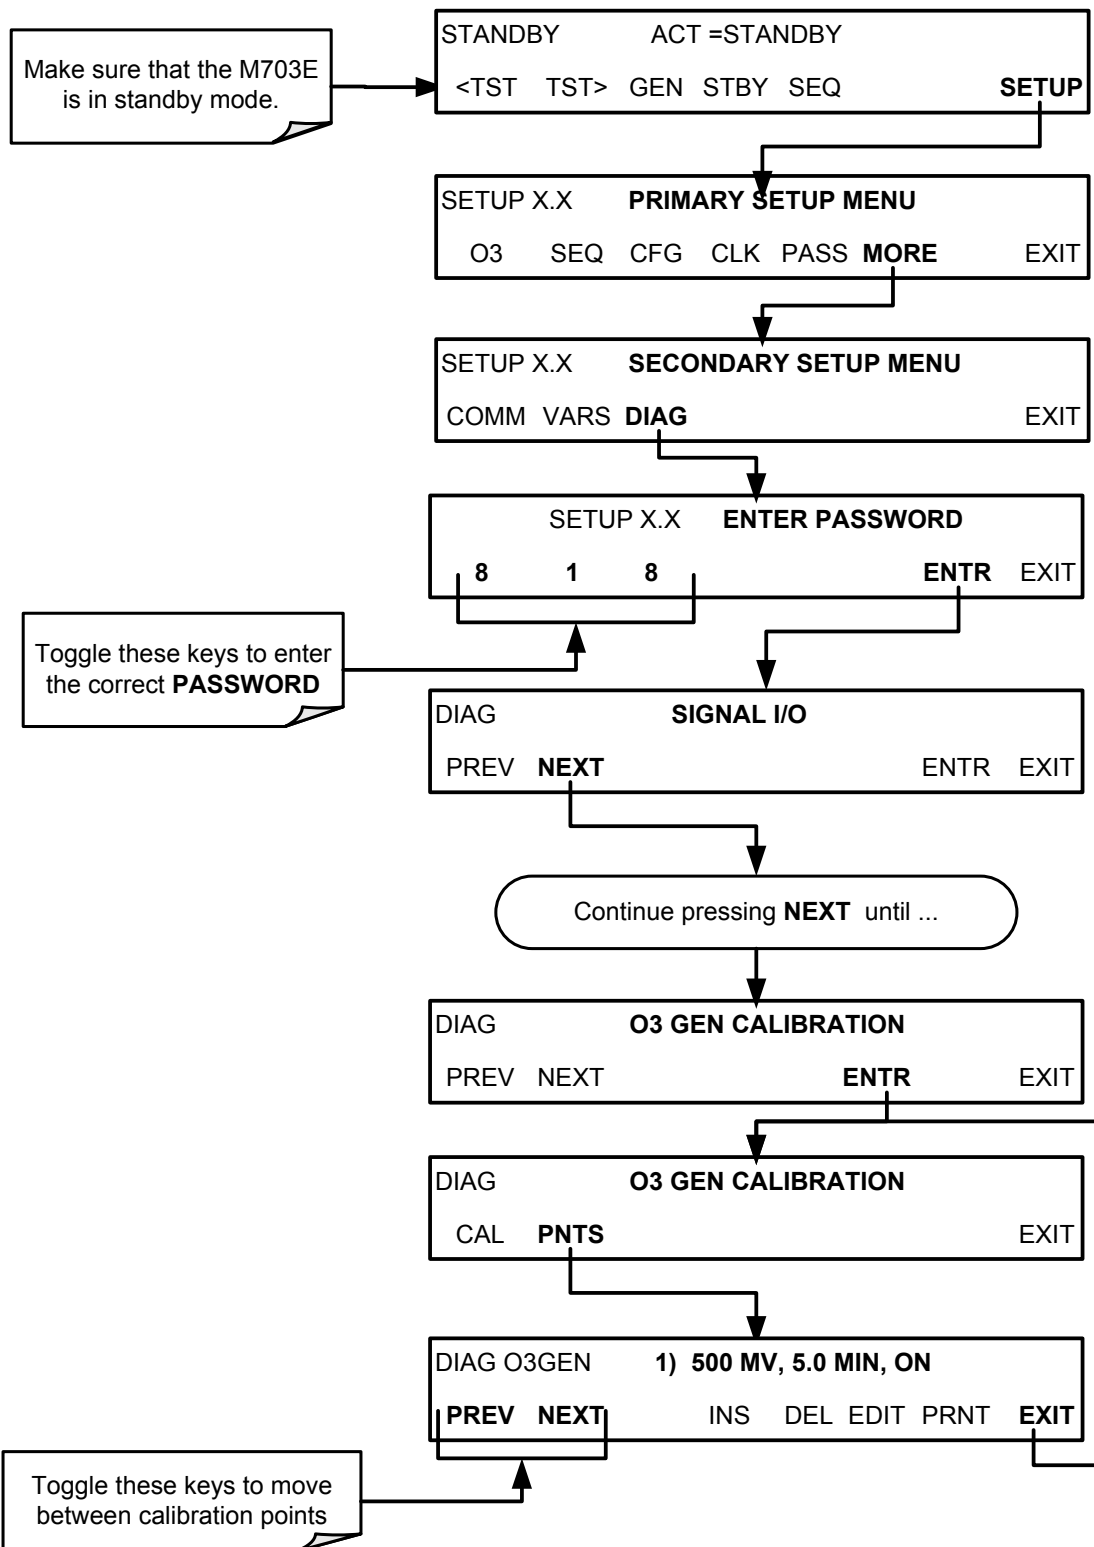 STANDBY ACT =STANDBY
Make sure that the M703E
is in standby mode.
<TST TST> GEN STBY SEQ SETUP
SETUP X.X PRIMARY SETUP MENU
O3 SEQ CFG CLK PASS MORE EXIT
SETUP X.X SECONDARY SETUP MENU
COMM VARS DIAG EXIT
SETUP X.X ENTER PASSWORD
8 1 8 ENTR EXIT
Toggle these keys to enter
the correct PASSWORD
DIAG SIGNAL I/O
PREV NEXT ENTR EXIT
Continue pressing NEXT until ...
DIAG O3 GEN CALIBRATION
PREV NEXT ENTR EXIT
DIAG O3 GEN CALIBRATION
CAL PNTS EXIT
DIAG O3GEN 1) 500 MV, 5.0 MIN, ON
PREV NEXT INS DEL EDIT PRNT EXIT
Toggle these keys to move
between calibration points